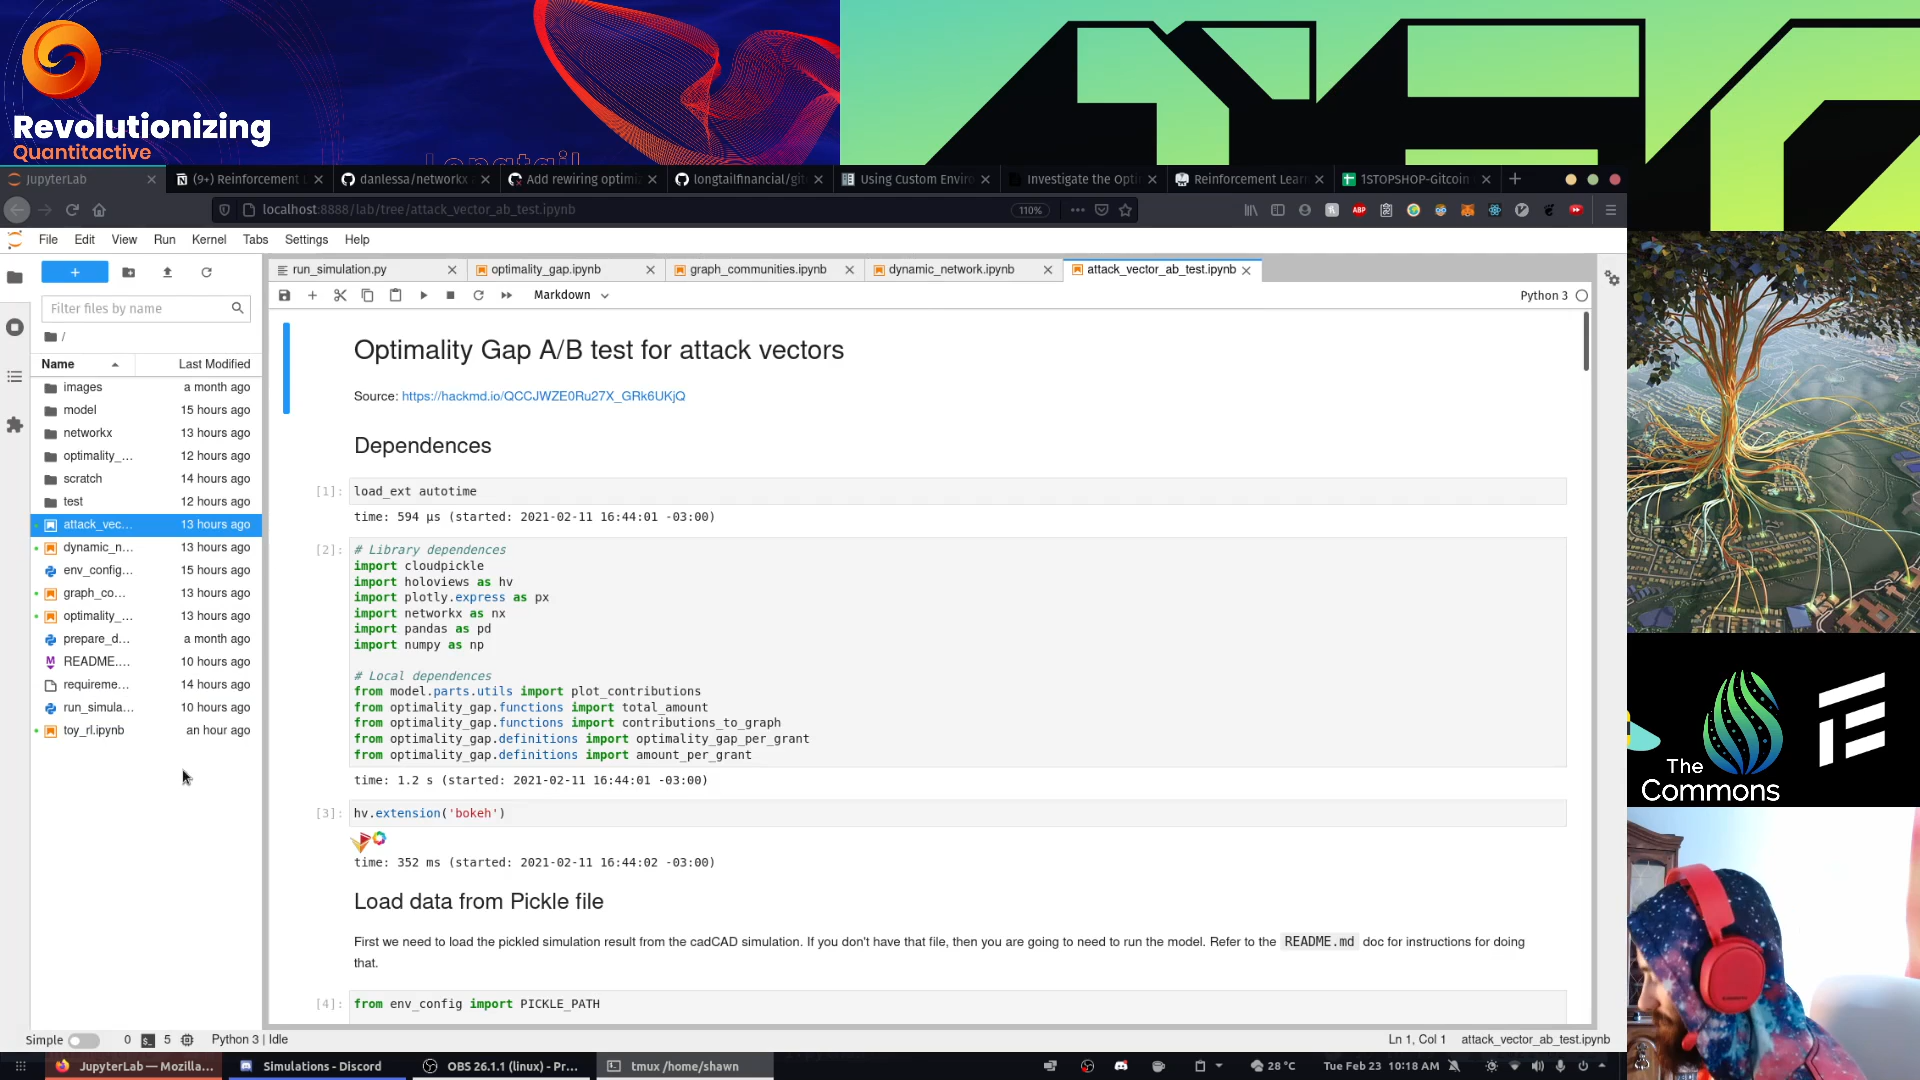 Revolutionizing
Quantitactive
Longtail
JupyterLab
(9+) Reinforcement
danlessa/networkx
Add rewiring optimi
longtailfinancial/git
Using Custom Enviro
Investigate the Opti
Reinforcement Learn
1STOPSHOP-Gitcoin
localhost:8888/lab/tree/attack_vector_ab_test.ipynb
110%
ABP
File Edit View Run Kernel Tabs Settings Help
run_simulation.py
optimality_gap.ipynb
graph_communities.ipynb
dynamic_network.ipynb
attack_vector_ab_test.ipynb
Filter files by name
Markdown
Python 3
/
Name Last Modified
images a month ago
model 15 hours ago
networkx 13 hours ago
optimality_... 12 hours ago
scratch 14 hours ago
test 12 hours ago
attack_vec... 13 hours ago
dynamic_n... 13 hours ago
env_config... 15 hours ago
graph_co... 13 hours ago
optimality_... 13 hours ago
prepare_d... a month ago
README.... 10 hours ago
requireme... 14 hours ago
run_simula... 10 hours ago
toy_rl.ipynb an hour ago
Optimality Gap A/B test for attack vectors
Source: https://hackmd.io/QCCJWZE0Ru27X_GRk6UKjQ
Dependences
[1]: load_ext autotime
time: 594 µs (started: 2021-02-11 16:44:01 -03:00)
[2]: # Library dependences
import cloudpickle
import holoviews as hv
import plotly.express as px
import networkx as nx
import pandas as pd
import numpy as np
# Local dependences
from model.parts.utils import plot_contributions
from optimality_gap.functions import total_amount
from optimality_gap.functions import contributions_to_graph
from optimality_gap.definitions import optimality_gap_per_grant
from optimality_gap.definitions import amount_per_grant
time: 1.2 s (started: 2021-02-11 16:44:01 -03:00)
[3]: hv.extension('bokeh')
time: 352 ms (started: 2021-02-11 16:44:02 -03:00)
Load data from Pickle file
First we need to load the pickled simulation result from the cadCAD simulation. If you don't have that file, then you are going to need to run the model. Refer to the README.md doc for instructions for doing
that.
[4]: from env_config import PICKLE_PATH
The
Commons
Simple 0 5 Python 3 | Idle
Ln 1, Col 1 attack_vector_ab_test.ipynb
JupyterLab — Mozilla...
Simulations - Discord
OBS 26.1.1 (linux) - Pr...
tmux /home/shawn
28 °C
Tue Feb 23 10:18 AM